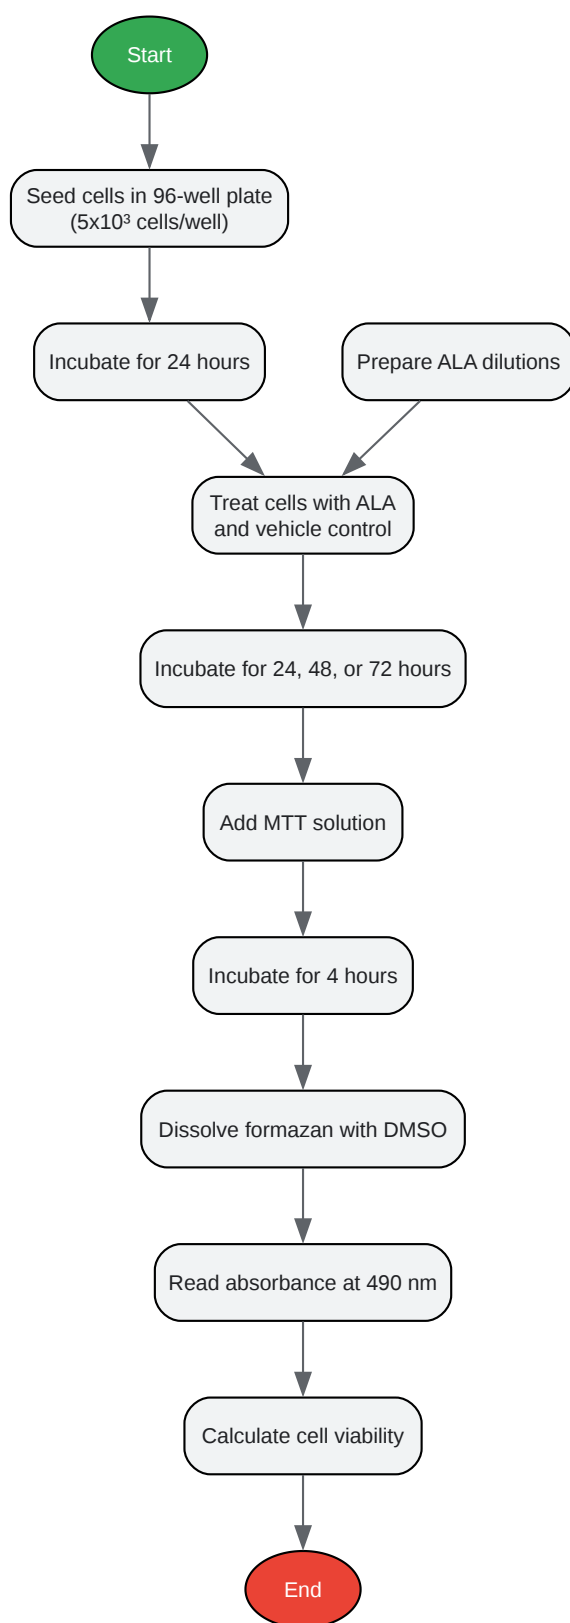 Start
Seed cells in 96-well plate
(5x10³ cells/well)
Incubate for 24 hours
Prepare ALA dilutions
Treat cells with ALA
and vehicle control
Incubate for 24, 48, or 72 hours
Add MTT solution
Incubate for 4 hours
Dissolve formazan with DMSO
Read absorbance at 490 nm
Calculate cell viability
End